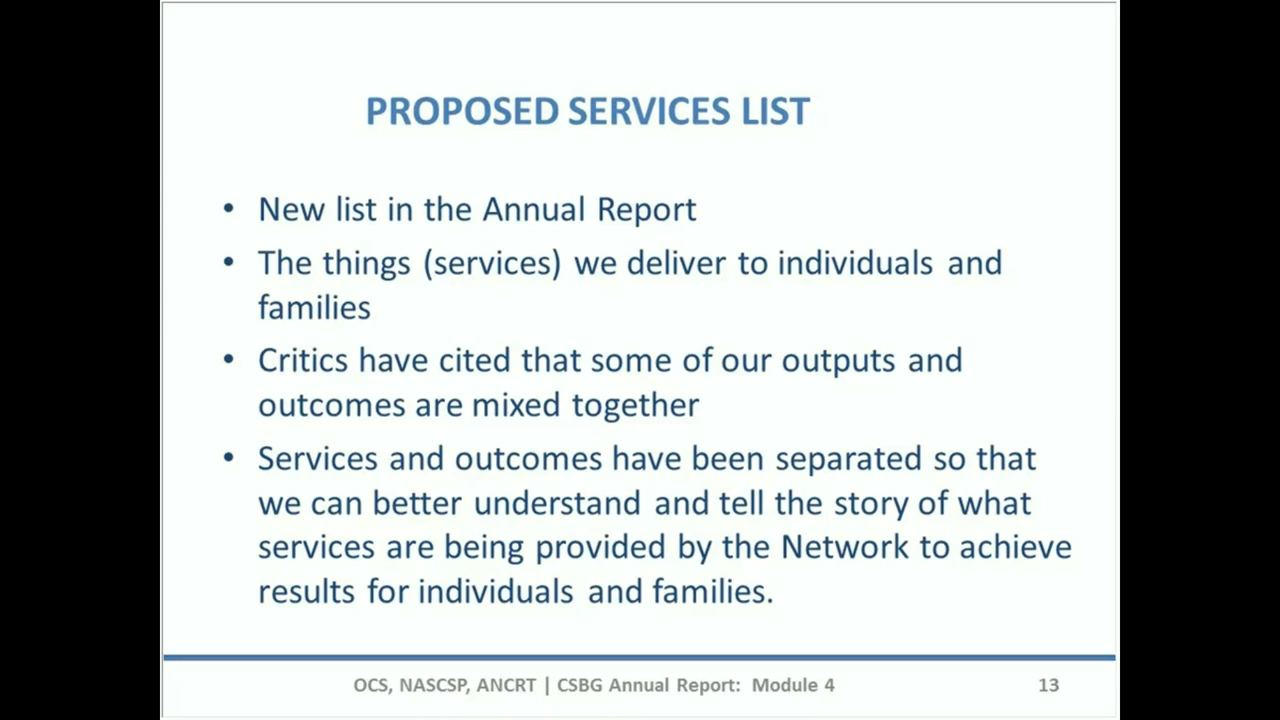 PROPOSED SERVICES LIST
• New list in the Annual Report
• The things (services) we deliver to individuals and
families
• Critics have cited that some of our outputs and
outcomes are mixed together
• Services and outcomes have been separated so that
we can better understand and tell the story of what
services are being provided by the Network to achieve
results for individuals and families.
OCS, NASCSP, ANCRT | CSBG Annual Report: Module 4 13